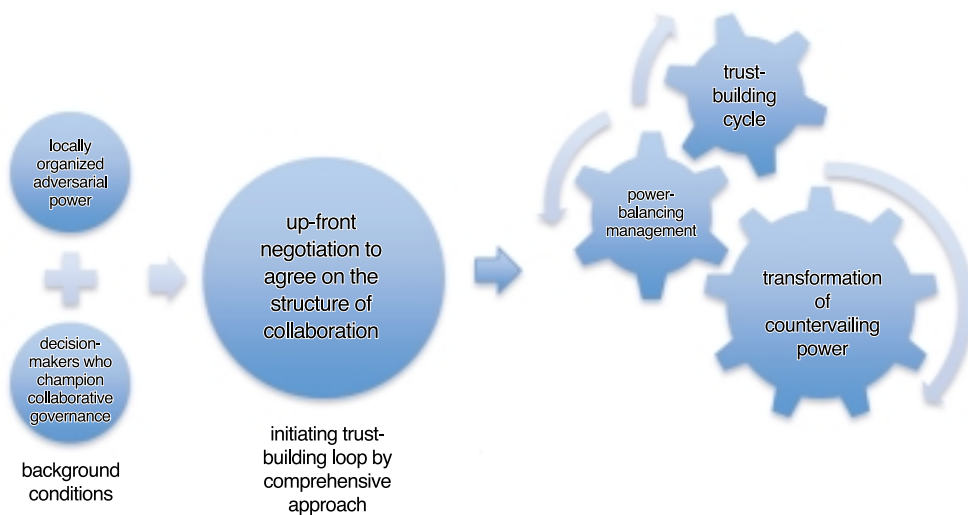 locally
organized
adversarial
power
decision-
makers who
champion
collaborative
governance
background
conditions
up-front
negotiation to
agree on the
structure of
collaboration
initiating trust-
building loop by
comprehensive
approach
trust-
building
cycle
power-
balancing
management
transformation
of
countervailing
power